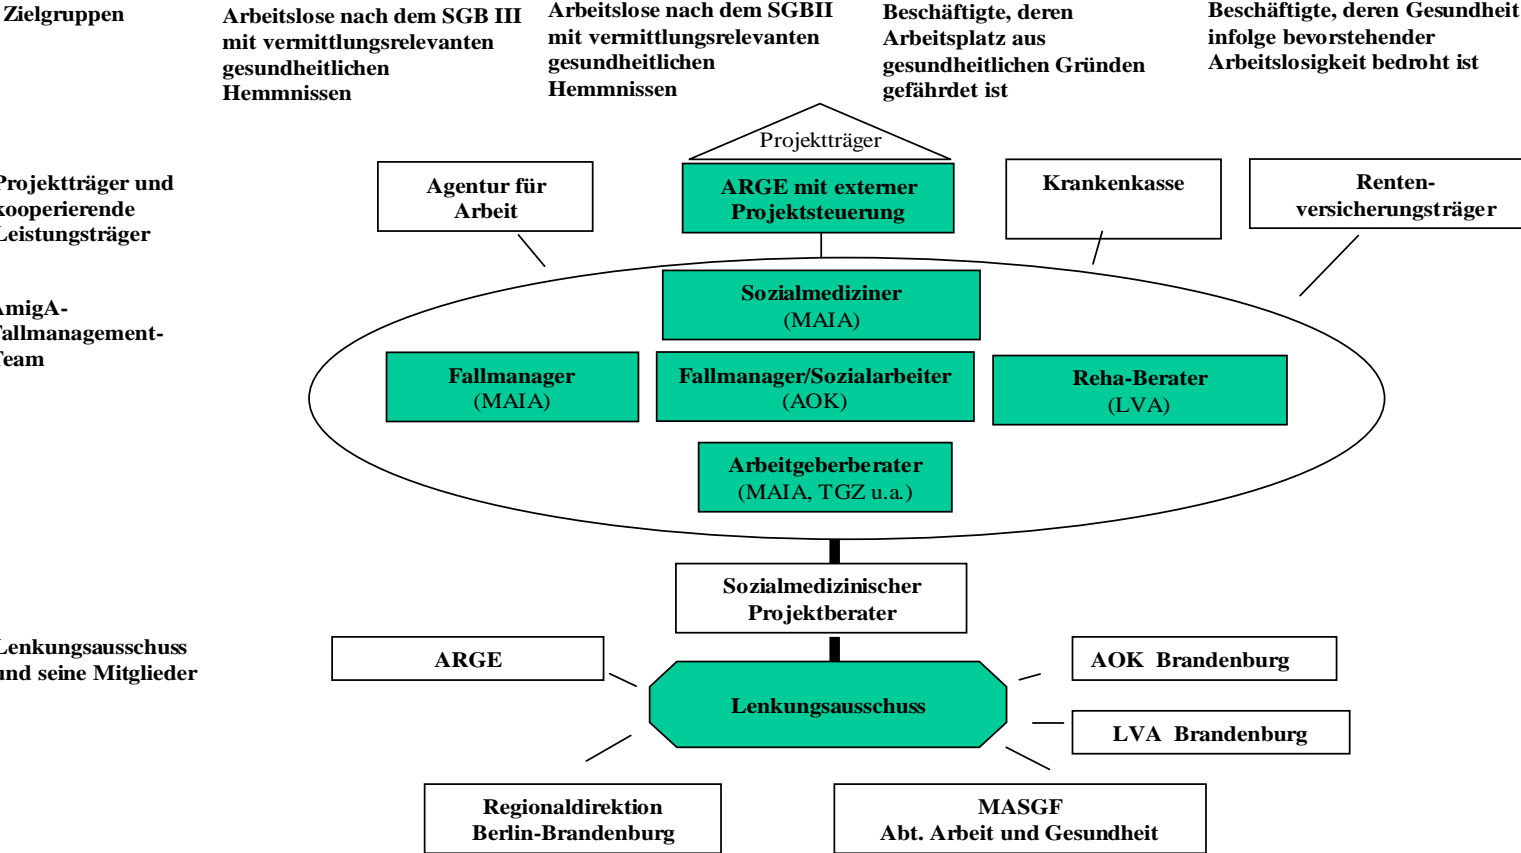 Zielgruppen
Arbeitslose nach dem SGB III
mit vermittlungsrelevanten
gesundheitlichen
Hemmnissen
Arbeitslose nach dem SGBII
mit vermittlungsrelevanten
gesundheitlichen
Hemmnissen
Beschäftigte, deren
Arbeitsplatz aus
gesundheitlichen Gründen
gefährdet ist
Beschäftigte, deren Gesundheit
infolge bevorstehender
Arbeitslosigkeit bedroht ist
Projektträger
Projektträger und
kooperierende
Leistungsträger
Agentur für
Arbeit
ARGE mit externer
Projektsteuerung
Krankenkasse
Renten-
versicherungsträger
AmigA-
Fallmanagement-
Team
Sozialmediziner
(MAIA)
Fallmanager
(MAIA)
Fallmanager/Sozialarbeiter
(AOK)
Reha-Berater
(LVA)
Arbeitgeberberater
(MAIA, TGZ u.a.)
Sozialmedizinischer
Projektberater
Lenkungsausschuss
und seine Mitglieder
ARGE
AOK Brandenburg
Lenkungsausschuss
LVA Brandenburg
Regionaldirektion
Berlin-Brandenburg
MASGF
Abt. Arbeit und Gesundheit